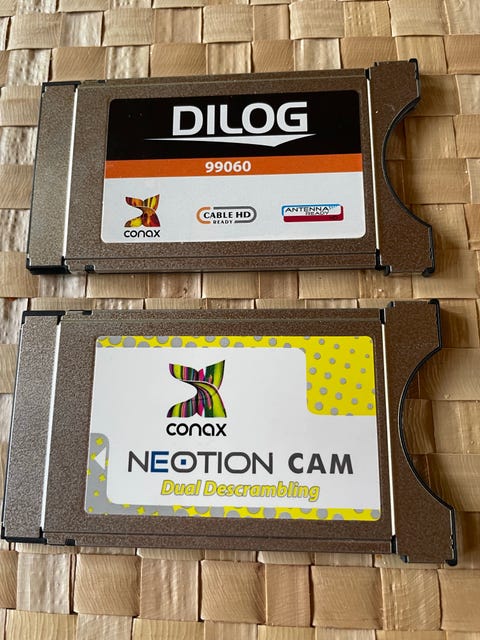 DILOG
99060
conax
CABLE HD
READY
ANTENNA
READY
conax
NEOTION CAM
Dual Descrambling